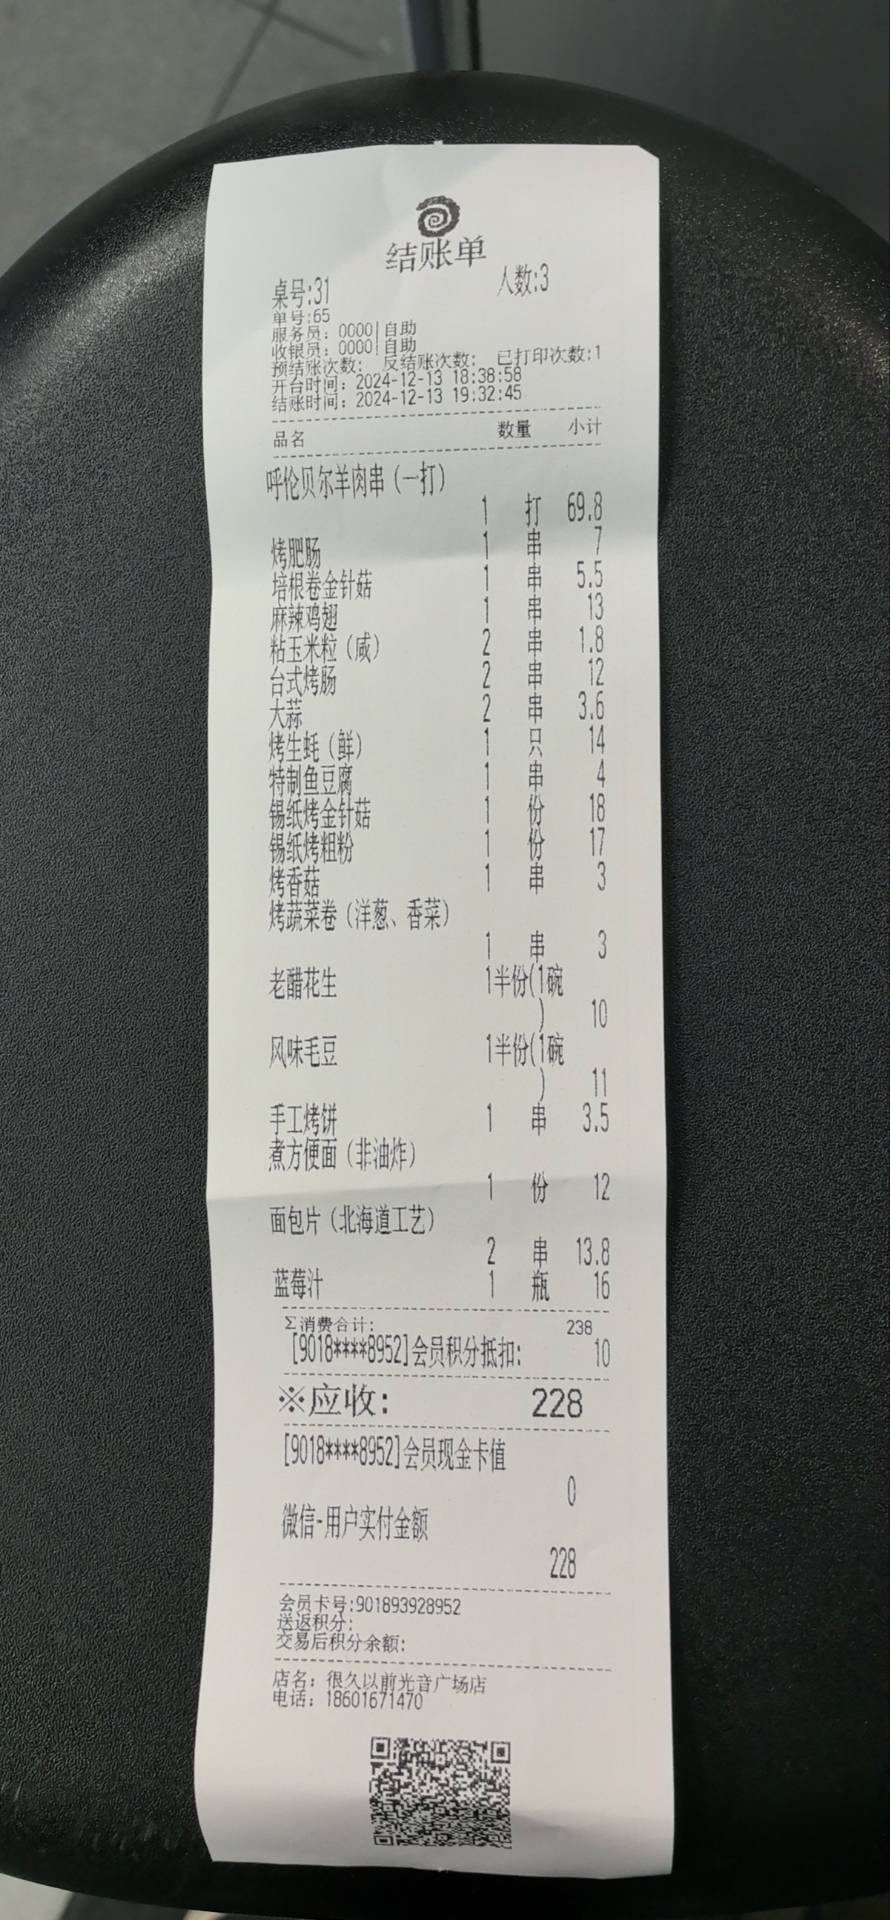 结账单
桌号:31 人数:3
单号:65
服务员: 0000|自助
收银员: 0000|自助
预结账次数: 反结账次数: 已打印次数:1
开台时间: 2024-12-13 18:38:58
结账时间: 2024-12-13 19:32:45
品名 数量 小计
呼伦贝尔羊肉串(一打)
1 打 69.8
烤肥肠 1 串 7
培根卷金针菇 1 串 5.5
麻辣鸡翅 1 串 13
粘玉米粒(咸) 2 串 1.8
台式烤肠 2 串 12
大蒜 2 串 3.6
烤生蚝(鲜) 1 只 14
特制鱼豆腐 1 串 4
锡纸烤金针菇 1 份 18
锡纸烤粗粉 1 份 17
烤香菇 1 串 3
烤蔬菜卷(洋葱、香菜)
1 串 3
老醋花生 1半份(1碗
) 10
风味毛豆 1半份(1碗
) 11
手工烤饼 1 串 3.5
煮方便面(非油炸)
1 份 12
面包片(北海道工艺)
2 串 13.8
蓝莓汁 1 瓶 16
Σ消费合计: 238
[9018****8952]会员积分抵扣: 10
※应收: 228
[9018****8952]会员现金卡值
0
微信-用户实付金额
228
会员卡号:901893928952
送返积分:
交易后积分余额:
店名: 很久以前光音广场店
电话: 18601671470